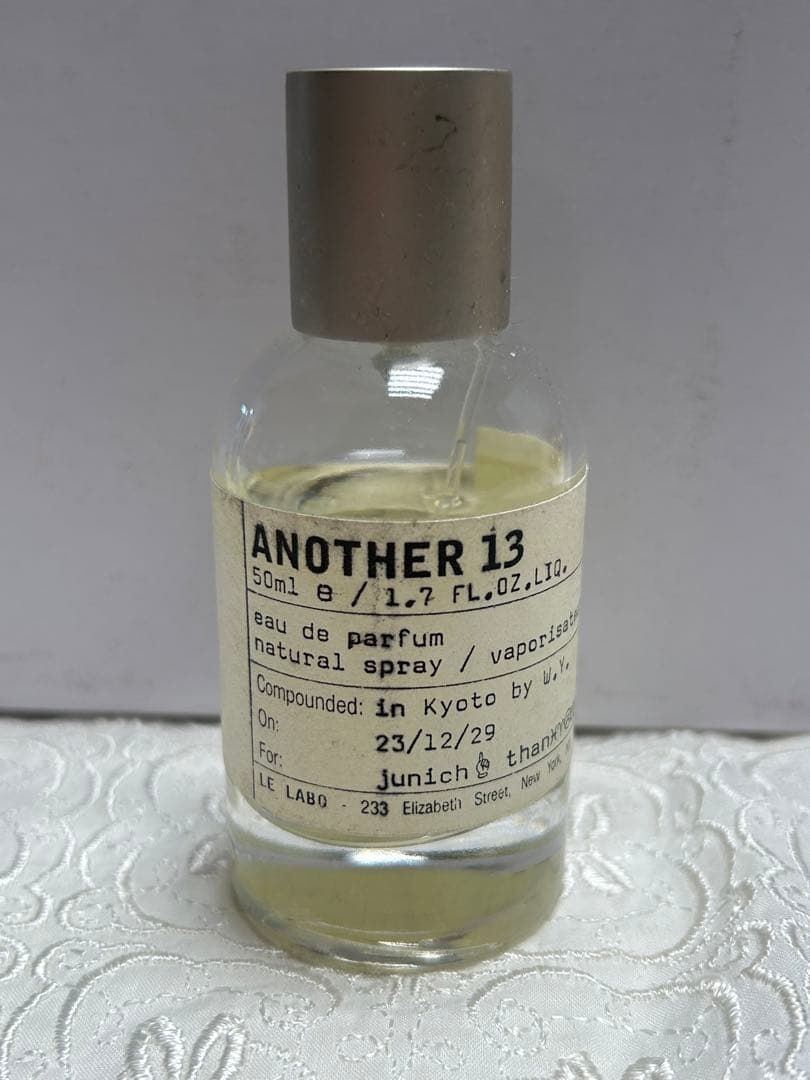 ANOTHER 13
50ml e / 1.7 FL.OZ.LIQ.
eau de parfum
natural spray /
Compounded: in Kyoto by W.Y.
On: 23/12/29
For: junich☝
LE LABO - 233 Elizabeth Street, New York,